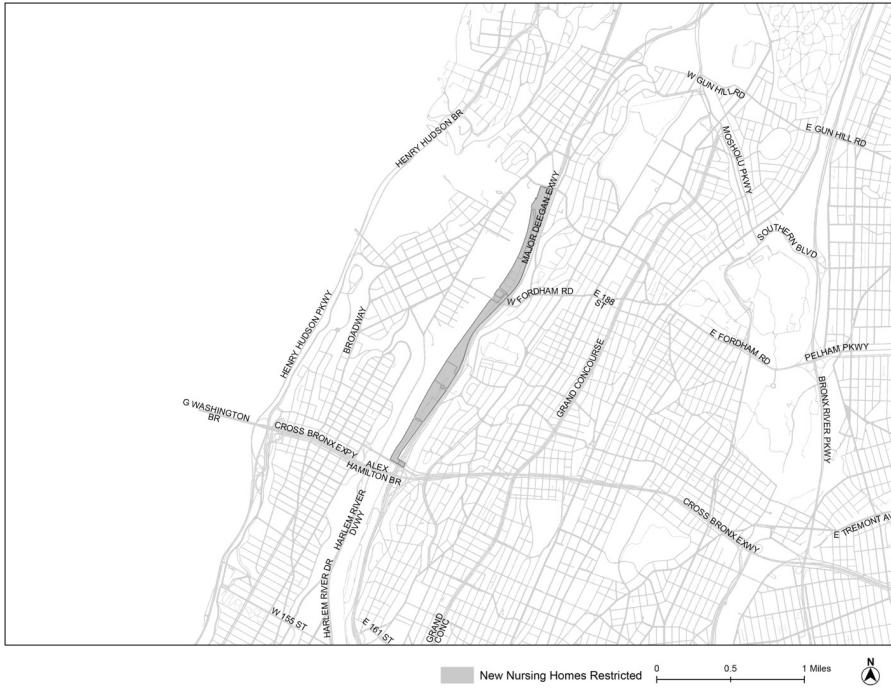 W GUN HILL RD
E GUN HILL RD
HENRY HUDSON BR
MOSHOLU PKWY
MAJOR DEEGAN EXWY
SOUTHERN BLVD
W FORDHAM RD
E 188
ST
HENRY HUDSON PKWY
BROADWAY
E FORDHAM RD
PELHAM PKWY
GRAND CONCOURSE
BRONX RIVER PKWY
G WASHINGTON
BR
CROSS BRONX EXPY
ALEX
HAMILTON BR
HARLEM RIVER
DVWY
CROSS BRONX EXWY
E TREMONT AV
HARLEM RIVER DR
W 155 ST
E 161 ST
GRAND
CONC
New Nursing Homes Restricted
0 0.5 1 Miles
N